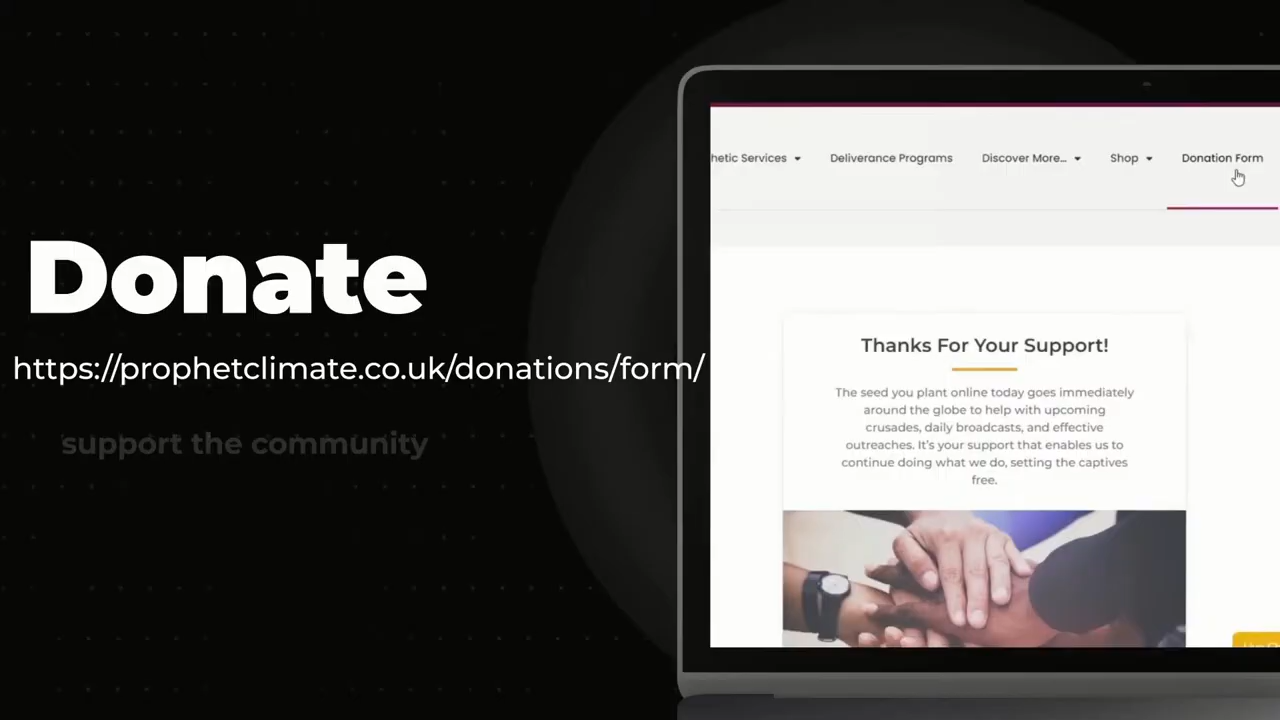 Donate
https://prophetclimate.co.uk/donations/form/
support the community
hetic Services
Deliverance Programs
Discover More...
Shop
Donation Form
Thanks For Your Support!
The seed you plant online today goes immediately
around the globe to help with upcoming
crusades, daily broadcasts, and effective
outreaches. It's your support that enables us to
continue doing what we do, setting the captives
free.